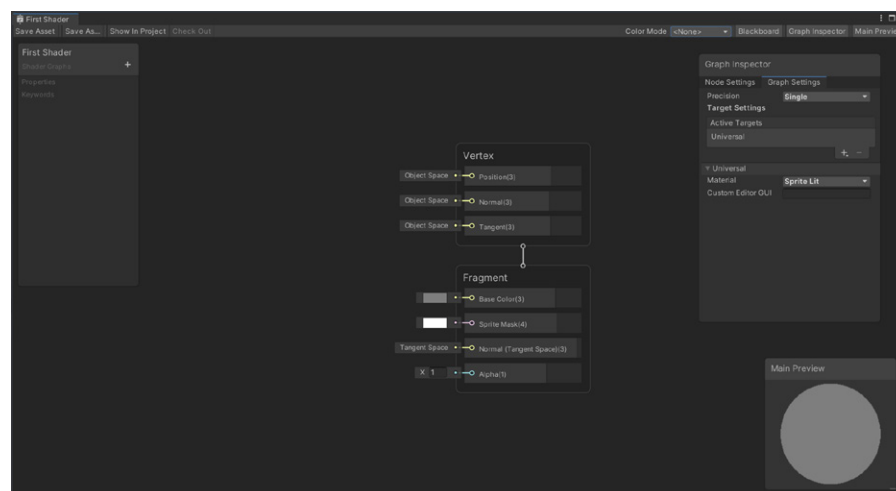 First Shader
Save Asset Save As... Show In Project Check Out Color Mode <None> Blackboard Graph Inspector Main Previe
First Shader
Shader Graphs
+
Properties
Keywords
Graph Inspector
Node Settings Graph Settings
Precision Single
Target Settings
Active Targets
Universal
+ -
Universal
Material Sprite Lit
Custom Editor GUI
Vertex
Object Space Position(3)
Object Space Normal(3)
Object Space Tangent(3)
Fragment
Base Color(3)
Sprite Mask(4)
Tangent Space Normal (Tangent Space)(3)
X 1 Alpha(1)
Main Preview